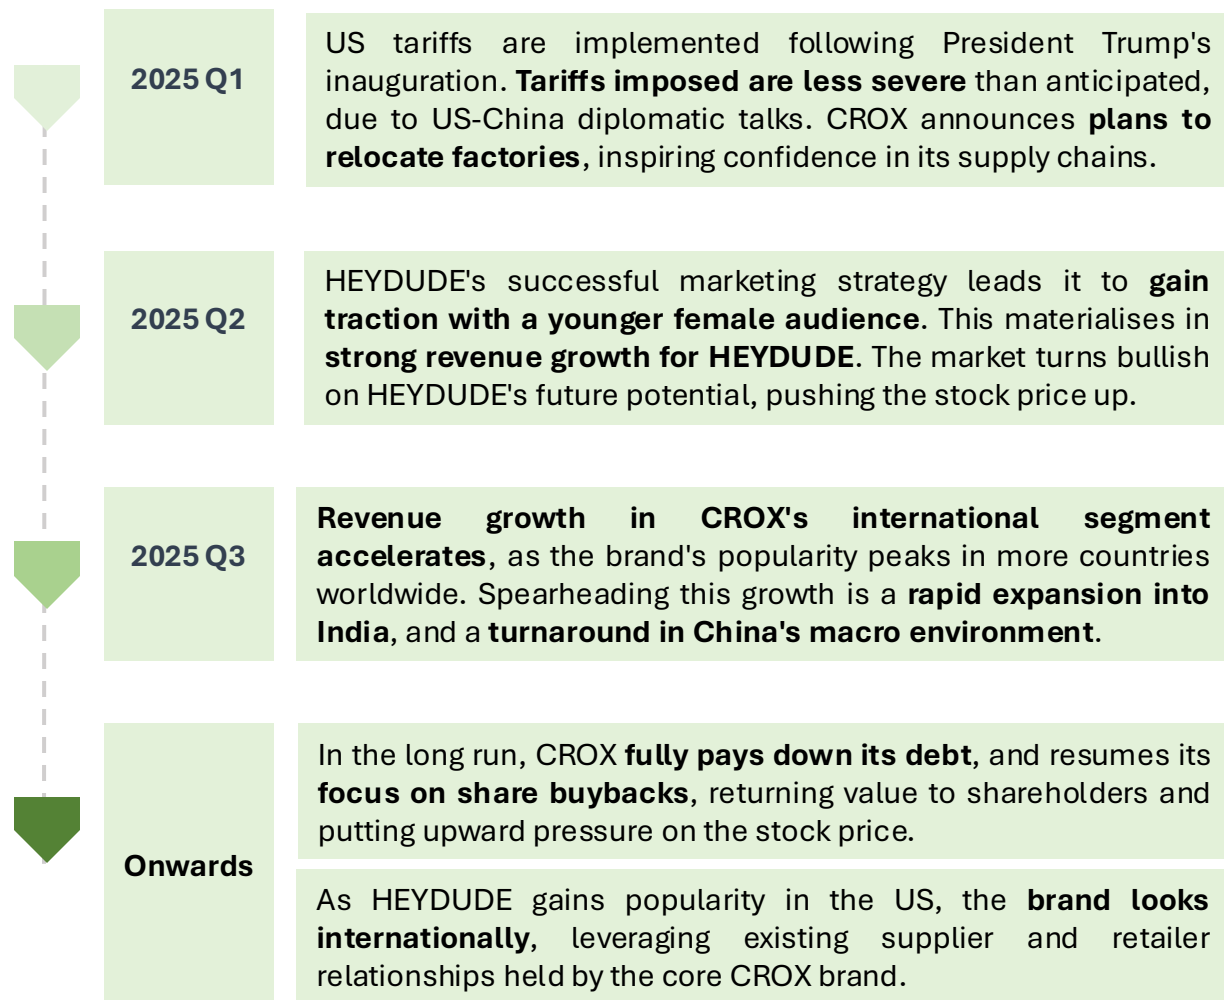 2025 Q1
US tariffs are implemented following President Trump's
inauguration. Tariffs imposed are less severe than anticipated,
due to US-China diplomatic talks. CROX announces plans to
relocate factories, inspiring confidence in its supply chains.
2025 Q2
HEYDUDE's successful marketing strategy leads it to gain
traction with a younger female audience. This materialises in
strong revenue growth for HEYDUDE. The market turns bullish
on HEYDUDE's future potential, pushing the stock price up.
2025 Q3
Revenue growth in CROX's international segment
accelerates, as the brand's popularity peaks in more countries
worldwide. Spearheading this growth is a rapid expansion into
India, and a turnaround in China's macro environment.
Onwards
In the long run, CROX fully pays down its debt, and resumes its
focus on share buybacks, returning value to shareholders and
putting upward pressure on the stock price.
As HEYDUDE gains popularity in the US, the brand looks
internationally, leveraging existing supplier and retailer
relationships held by the core CROX brand.